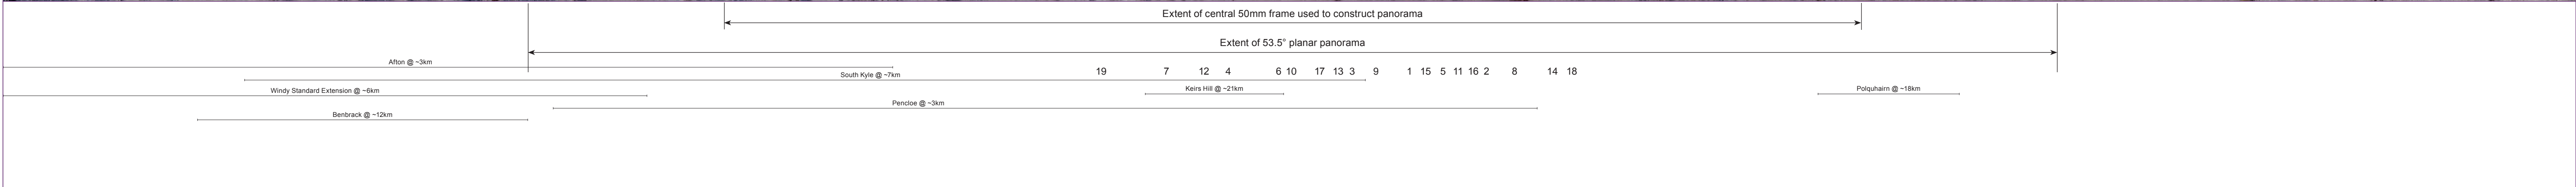 Extent of central 50mm frame used to construct panorama
Extent of 53.5° planar panorama
Afton @ ~3km
19 7 12 4 6 10 17 13 3 9 1 15 5 11 16 2 8 14 18
South Kyle @ ~7km
Windy Standard Extension @ ~6km
Keirs Hill @ ~21km
Polquhairn @ ~18km
Pencloe @ ~3km
Benbrack @ ~12km